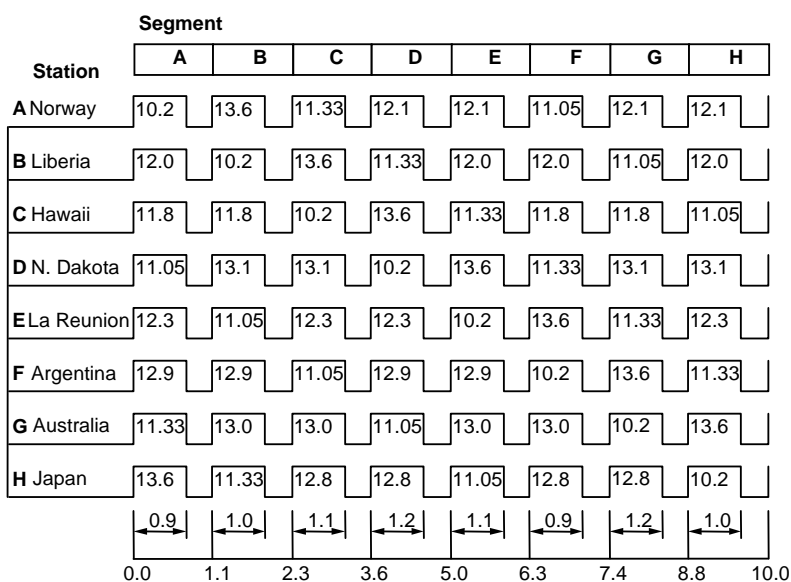 Segment
Station A B C D E F G H
A Norway 10.2 13.6 11.33 12.1 12.1 11.05 12.1 12.1
B Liberia 12.0 10.2 13.6 11.33 12.0 12.0 11.05 12.0
C Hawaii 11.8 11.8 10.2 13.6 11.33 11.8 11.8 11.05
D N. Dakota 11.05 13.1 13.1 10.2 13.6 11.33 13.1 13.1
E La Reunion 12.3 11.05 12.3 12.3 10.2 13.6 11.33 12.3
F Argentina 12.9 12.9 11.05 12.9 12.9 10.2 13.6 11.33
G Australia 11.33 13.0 13.0 11.05 13.0 13.0 10.2 13.6
H Japan 13.6 11.33 12.8 12.8 11.05 12.8 12.8 10.2
0.9 1.0 1.1 1.2 1.1 0.9 1.2 1.0
0.0 1.1 2.3 3.6 5.0 6.3 7.4 8.8 10.0